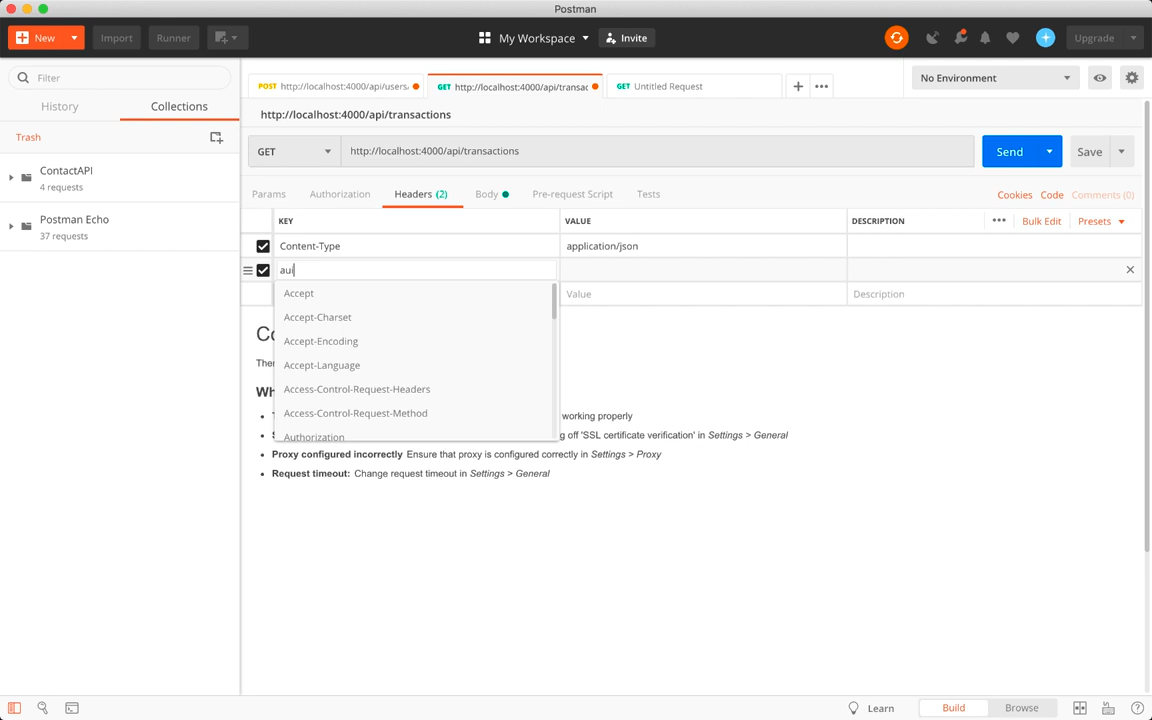 Postman
New
Import
Runner
My Workspace
Invite
Upgrade
Filter
History
Collections
Trash
ContactAPI
4 requests
Postman Echo
37 requests
POST http://localhost:4000/api/users/
GET http://localhost:4000/api/transac
GET Untitled Request
No Environment
http://localhost:4000/api/transactions
GET
http://localhost:4000/api/transactions
Send
Save
Params
Authorization
Headers (2)
Body
Pre-request Script
Tests
Cookies
Code
Comments (0)
KEY
VALUE
DESCRIPTION
Bulk Edit
Presets
Content-Type
application/json
aui
Value
Description
Accept
Accept-Charset
Accept-Encoding
Accept-Language
Access-Control-Request-Headers
Access-Control-Request-Method
Authorization
working properly
off 'SSL certificate verification' in Settings > General
Proxy configured incorrectly Ensure that proxy is configured correctly in Settings > Proxy
Request timeout: Change request timeout in Settings > General
Learn
Build
Browse